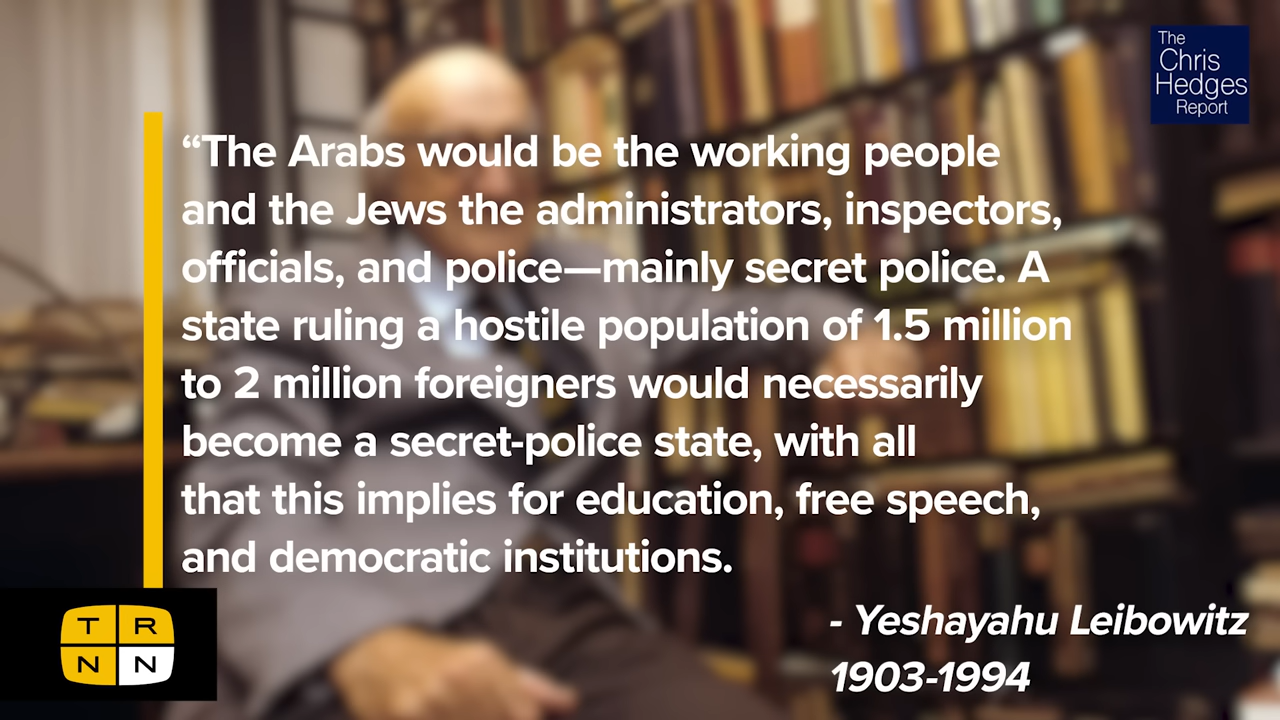 The
Chris
Hedges
Report
“The Arabs would be the working people
and the Jews the administrators, inspectors,
officials, and police—mainly secret police. A
state ruling a hostile population of 1.5 million
to 2 million foreigners would necessarily
become a secret-police state, with all
that this implies for education, free speech,
and democratic institutions.
- Yeshayahu Leibowitz
1903-1994
T R
N N